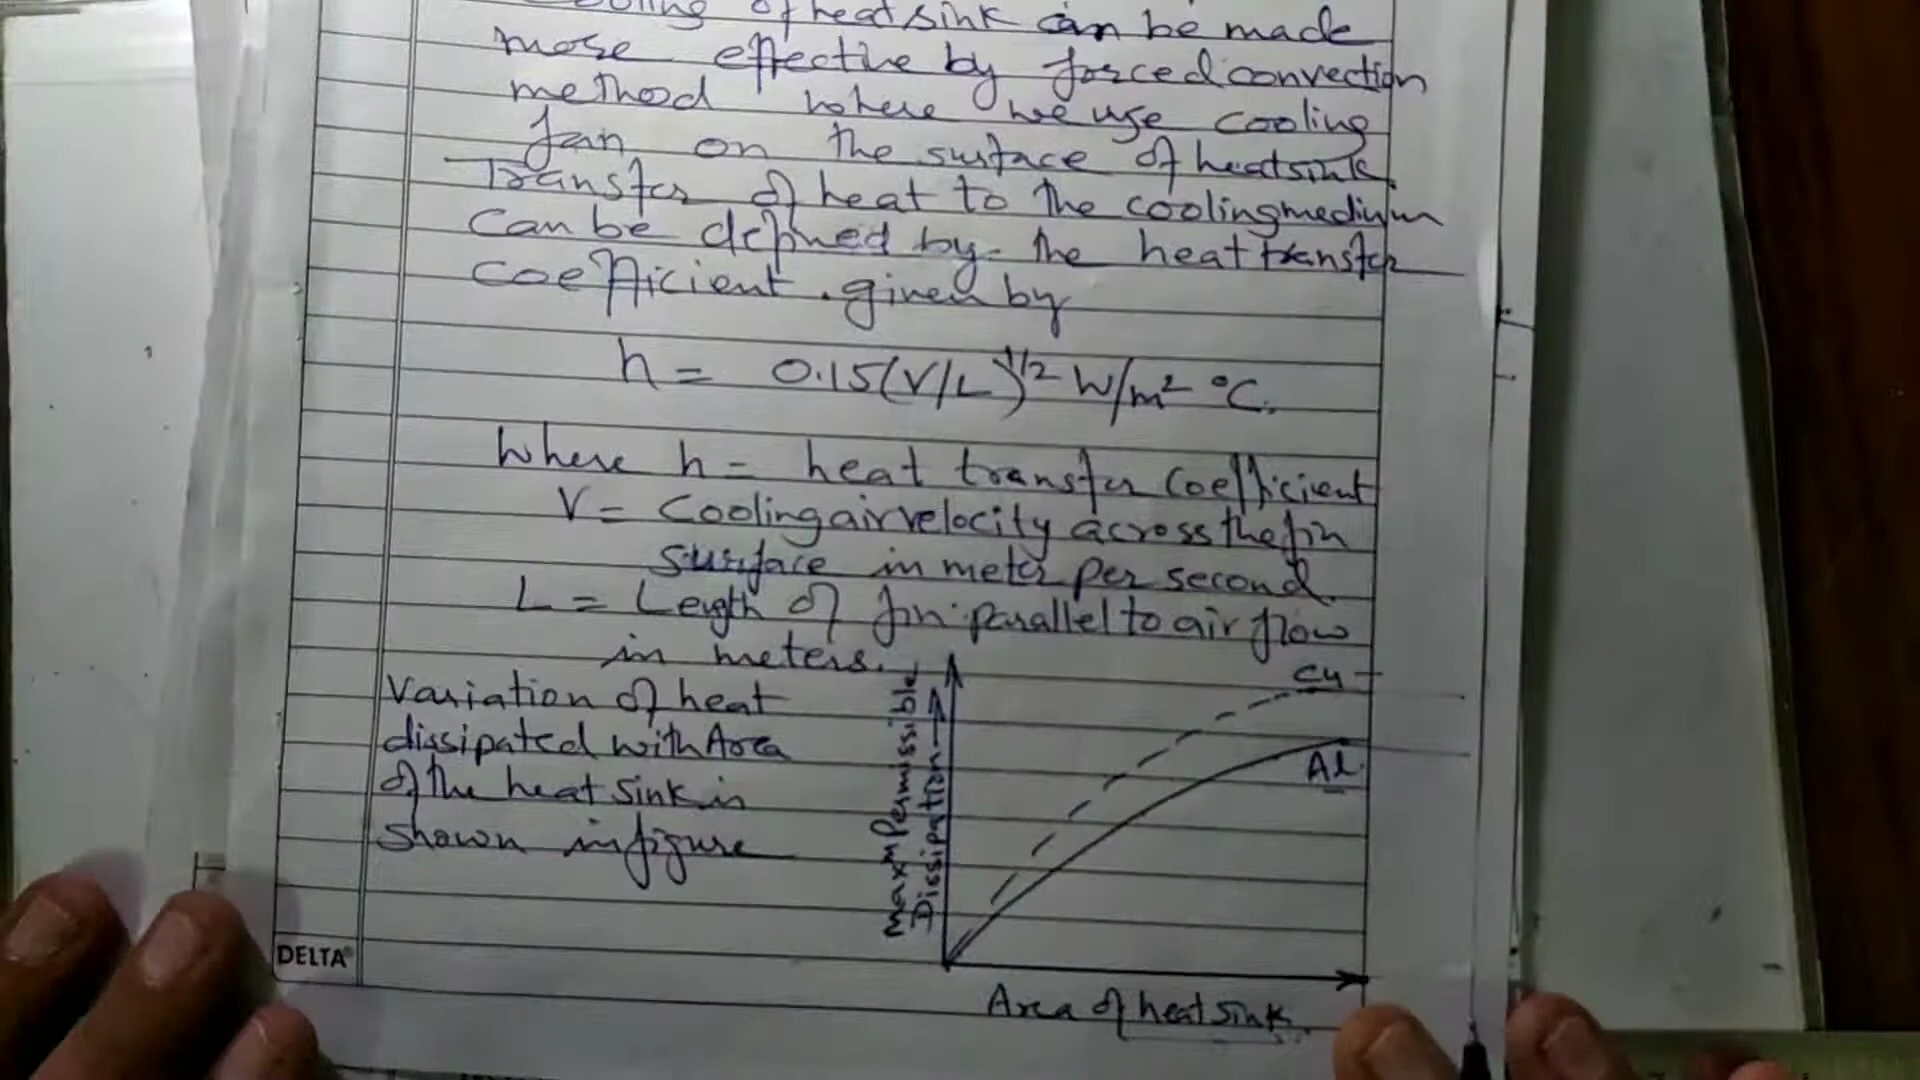 Cooling of heat sink can be made
more effective by forced convection
method where we use cooling
fan on the surface of heatsink.
Transfer of heat to the cooling medium
can be defined by the heat transfer
coefficient given by
h = 0.15(V/L)^1/2 W/m² °C.
Where h = heat transfer coefficient
V = Cooling air velocity across the fin
surface in meter per second.
L = Length of fin parallel to air flow
in meters.
Variation of heat
dissipated with Area
of the heat sink is
shown in figure
Maxm Permissible
Dissipation
Cu
Al
Area of heat sink.
DELTA®